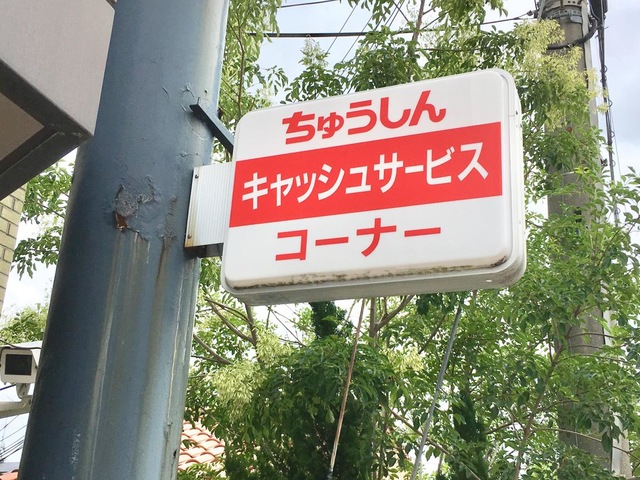 ちゅうしん
キャッシュサービス
コーナー